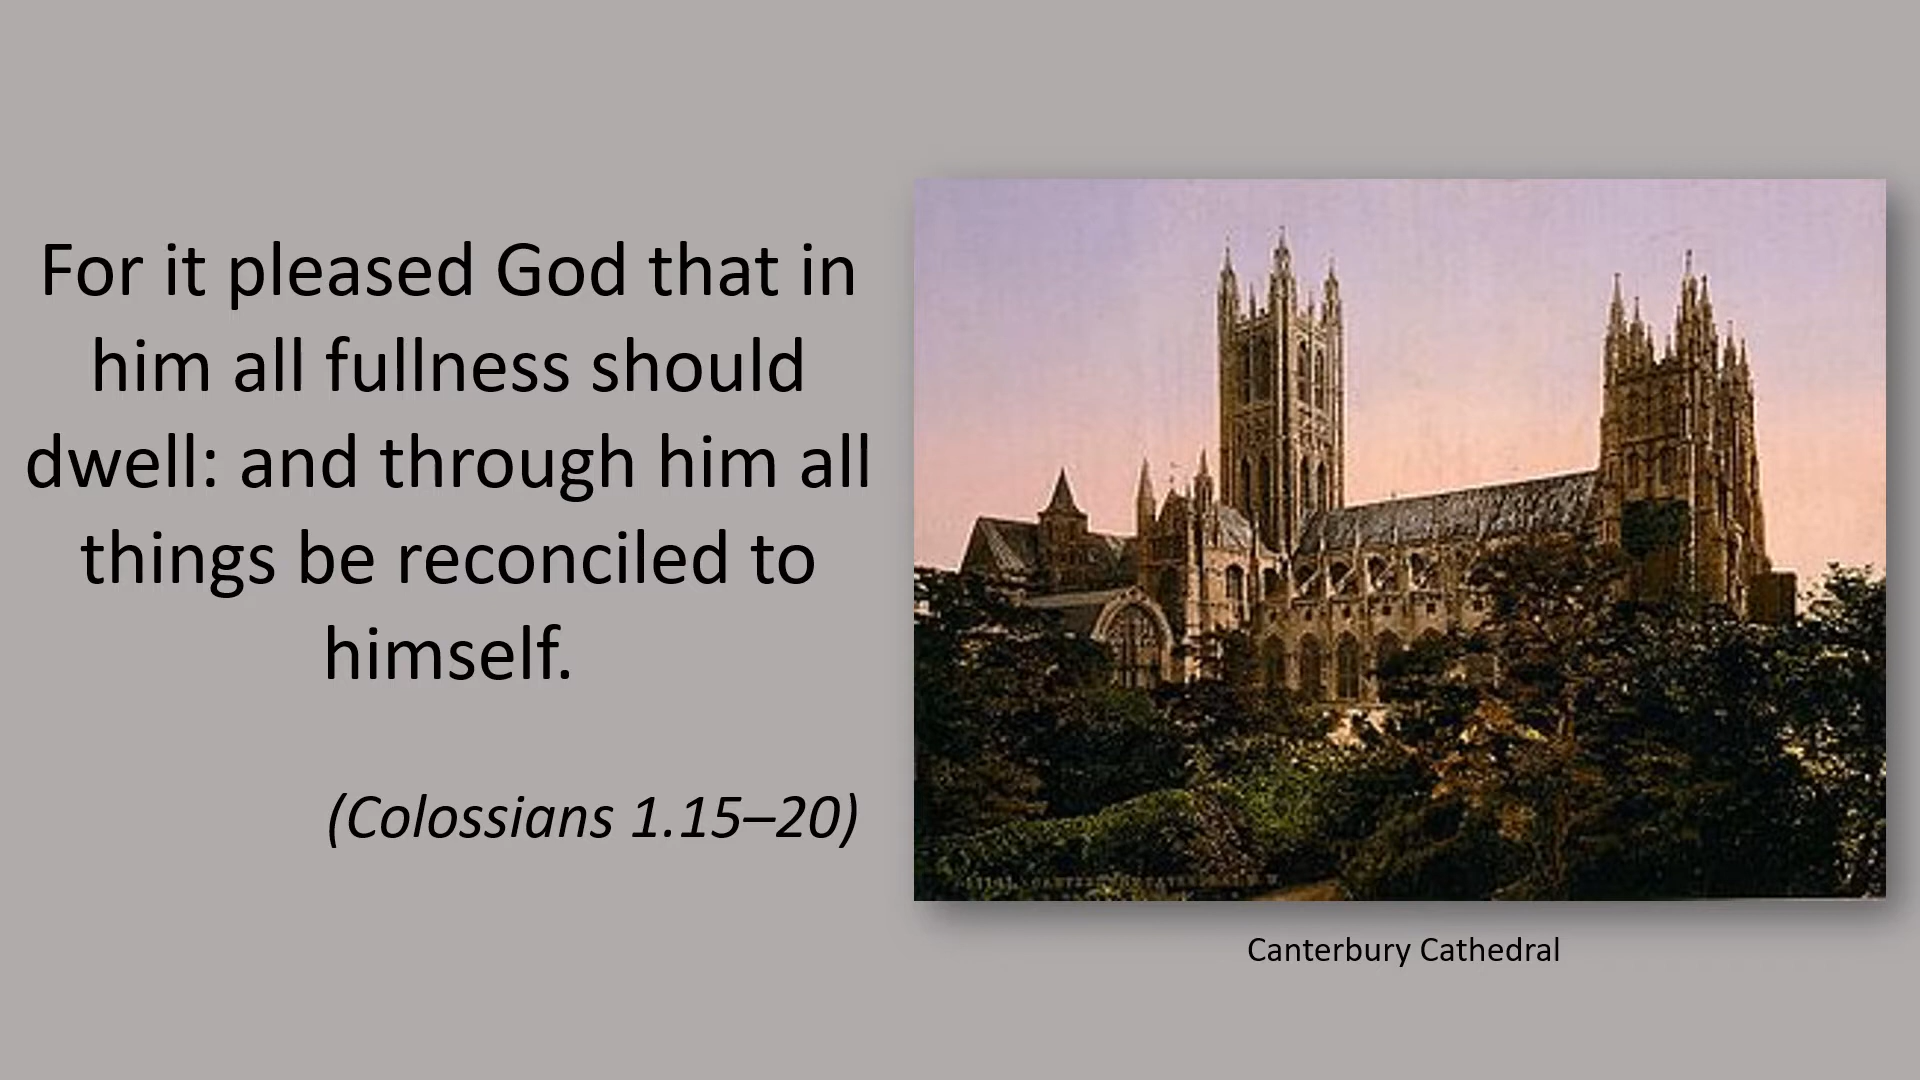 For it pleased God that in
him all fullness should
dwell: and through him all
things be reconciled to
himself.
(Colossians 1.15–20)
Canterbury Cathedral